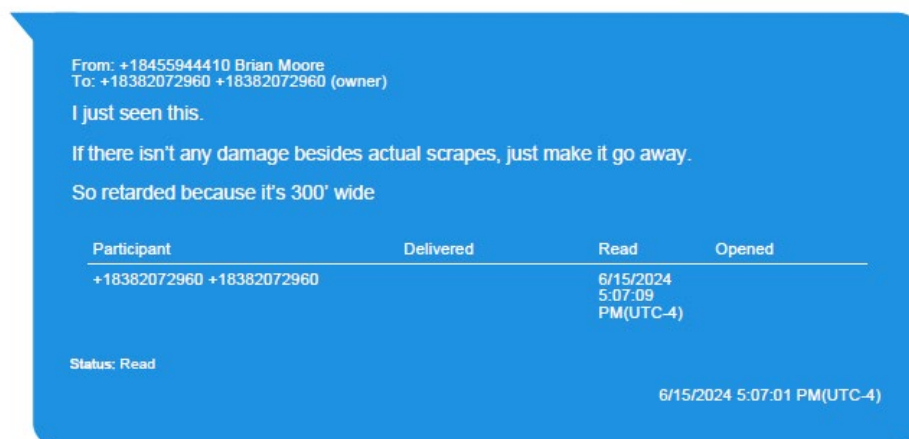 From: +18455944410 Brian Moore
To: +18382072960 +18382072960 (owner)
I just seen this.
If there isn't any damage besides actual scrapes, just make it go away.
So retarded because it's 300' wide
Participant Delivered Read Opened
+18382072960 +18382072960 6/15/2024
5:07:09
PM(UTC-4)
Status: Read
6/15/2024 5:07:01 PM(UTC-4)